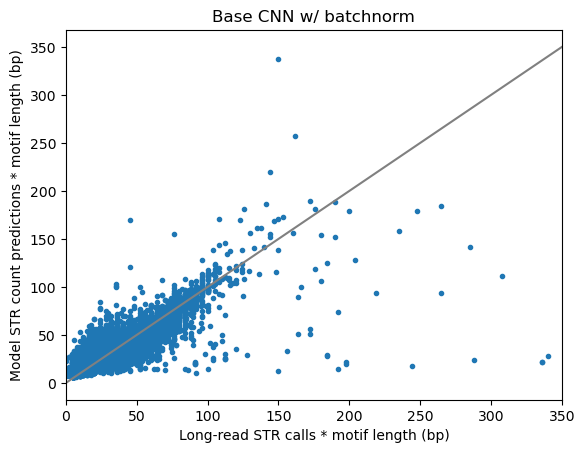 Base CNN w/ batchnorm
Model STR count predictions * motif length (bp)
350
300
250
200
150
100
50
0
0 50 100 150 200 250 300 350
Long-read STR calls * motif length (bp)